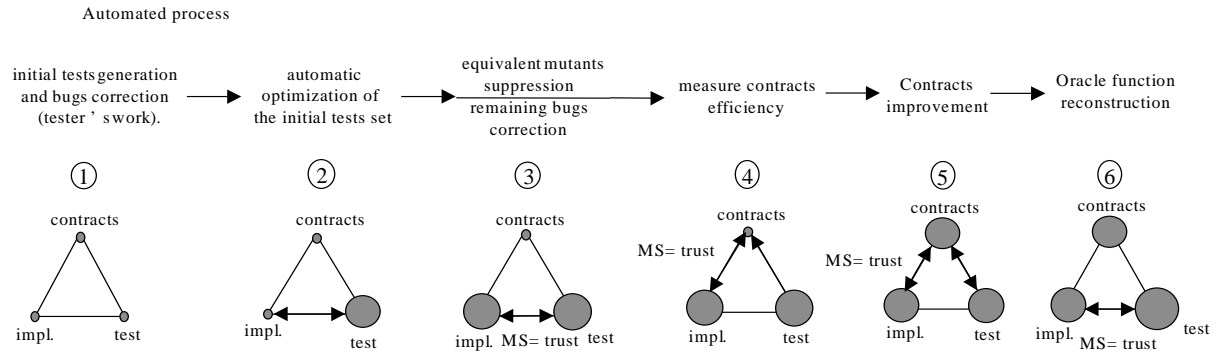 Automated process
initial tests generation
and bugs correction
(tester ' s work).
automatic
optimization of
the initial tests set
equivalent mutants
suppression
remaining bugs
correction
measure contracts
efficiency
Contracts
improvement
Oracle function
reconstruction
1
2
3
4
5
6
contracts
impl.
test
contracts
impl.
test
contracts
impl.
MS= trust
test
contracts
MS= trust
impl.
test
contracts
MS= trust
impl.
test
contracts
impl.
MS= trust
test